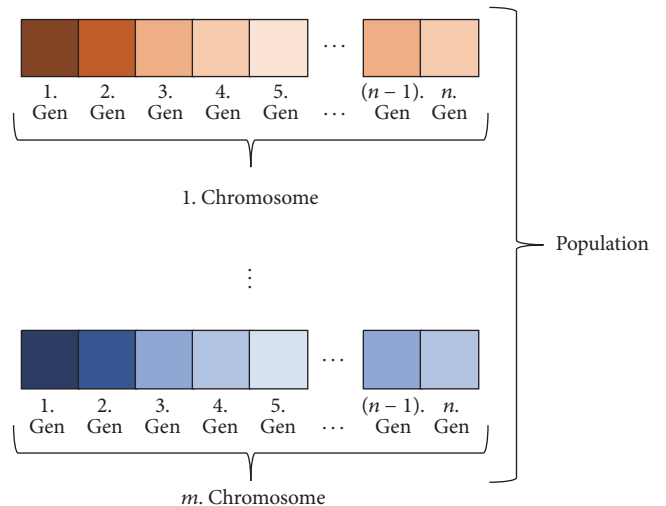 1. 2. 3. 4. 5. (n − 1). n.
Gen Gen Gen Gen Gen ... Gen Gen
1. Chromosome
Population
1. 2. 3. 4. 5. (n − 1). n.
Gen Gen Gen Gen Gen ... Gen Gen
m. Chromosome